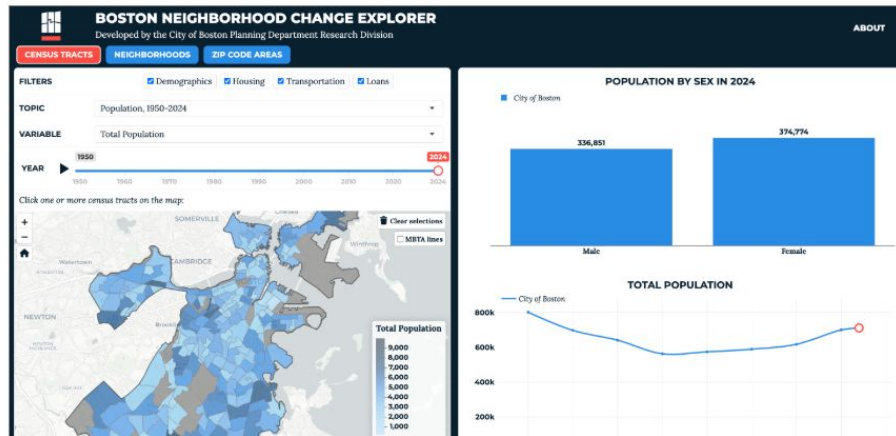 BOSTON NEIGHBORHOOD CHANGE EXPLORER
Developed by the City of Boston Planning Department Research Division
ABOUT
CENSUS TRACTS NEIGHBORHOODS ZIP CODE AREAS
FILTERS Demographics Housing Transportation Loans
TOPIC Population, 1950-2024
VARIABLE Total Population
1950 2024
YEAR
1950 1960 1970 1980 1990 2000 2010 2020 2024
Click one or more census tracts on the map:
+
−
Clear selections
MBTA lines
SOMERVILLE
Winthrop
Watertown
CAMBRIDGE
NEWTON
Total Population
9,000
8,000
7,000
6,000
5,000
4,000
3,000
2,000
1,000
POPULATION BY SEX IN 2024
City of Boston
336,851
374,774
Male Female
TOTAL POPULATION
City of Boston
800k
600k
400k
200k